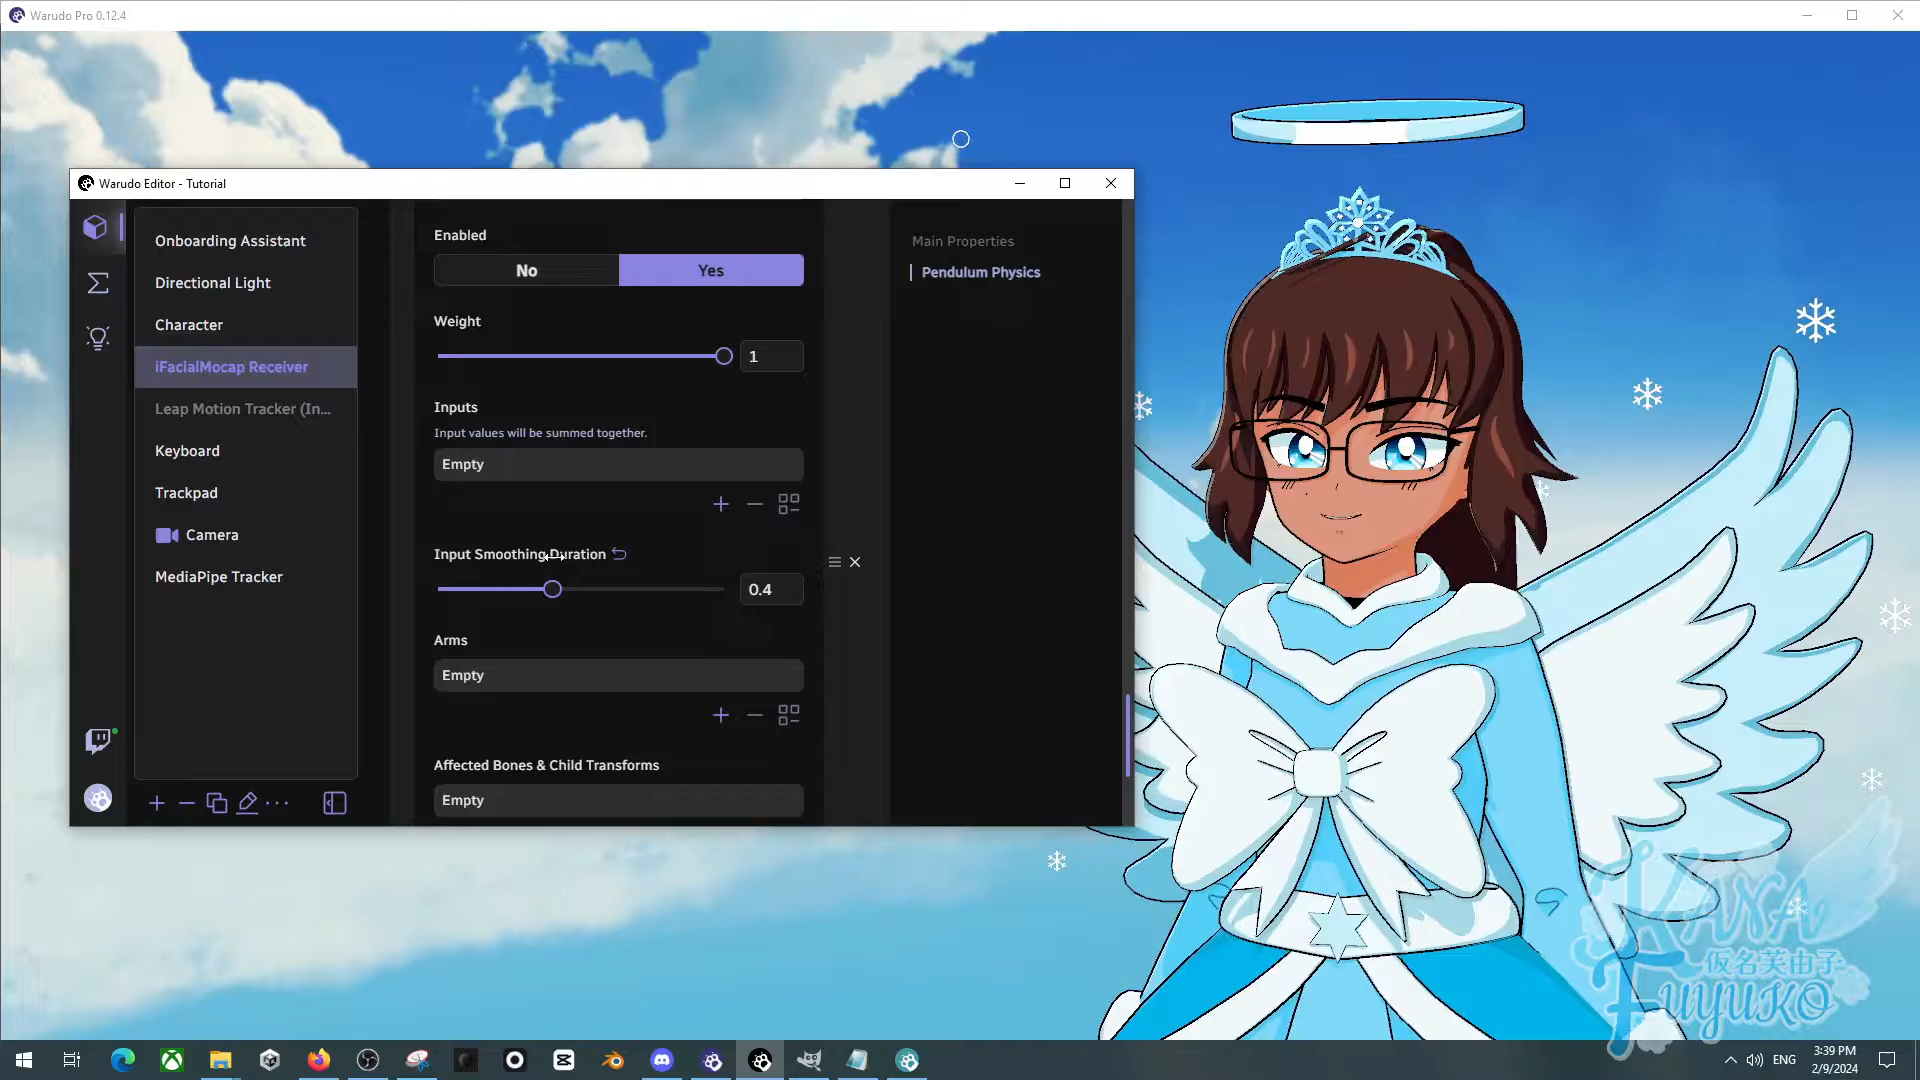 Warudo Pro 0.12.4
Warudo Editor - Tutorial
Onboarding Assistant
Directional Light
Character
iFacialMocap Receiver
Leap Motion Tracker (In...
Keyboard
Trackpad
Camera
MediaPipe Tracker
Enabled
No
Yes
Weight
1
Inputs
Input values will be summed together.
Empty
Input Smoothing Duration
0.4
Arms
Empty
Affected Bones & Child Transforms
Empty
Main Properties
Pendulum Physics
KANA
仮名芙由子
FUYUKO
ENG
3:39 PM
2/9/2024